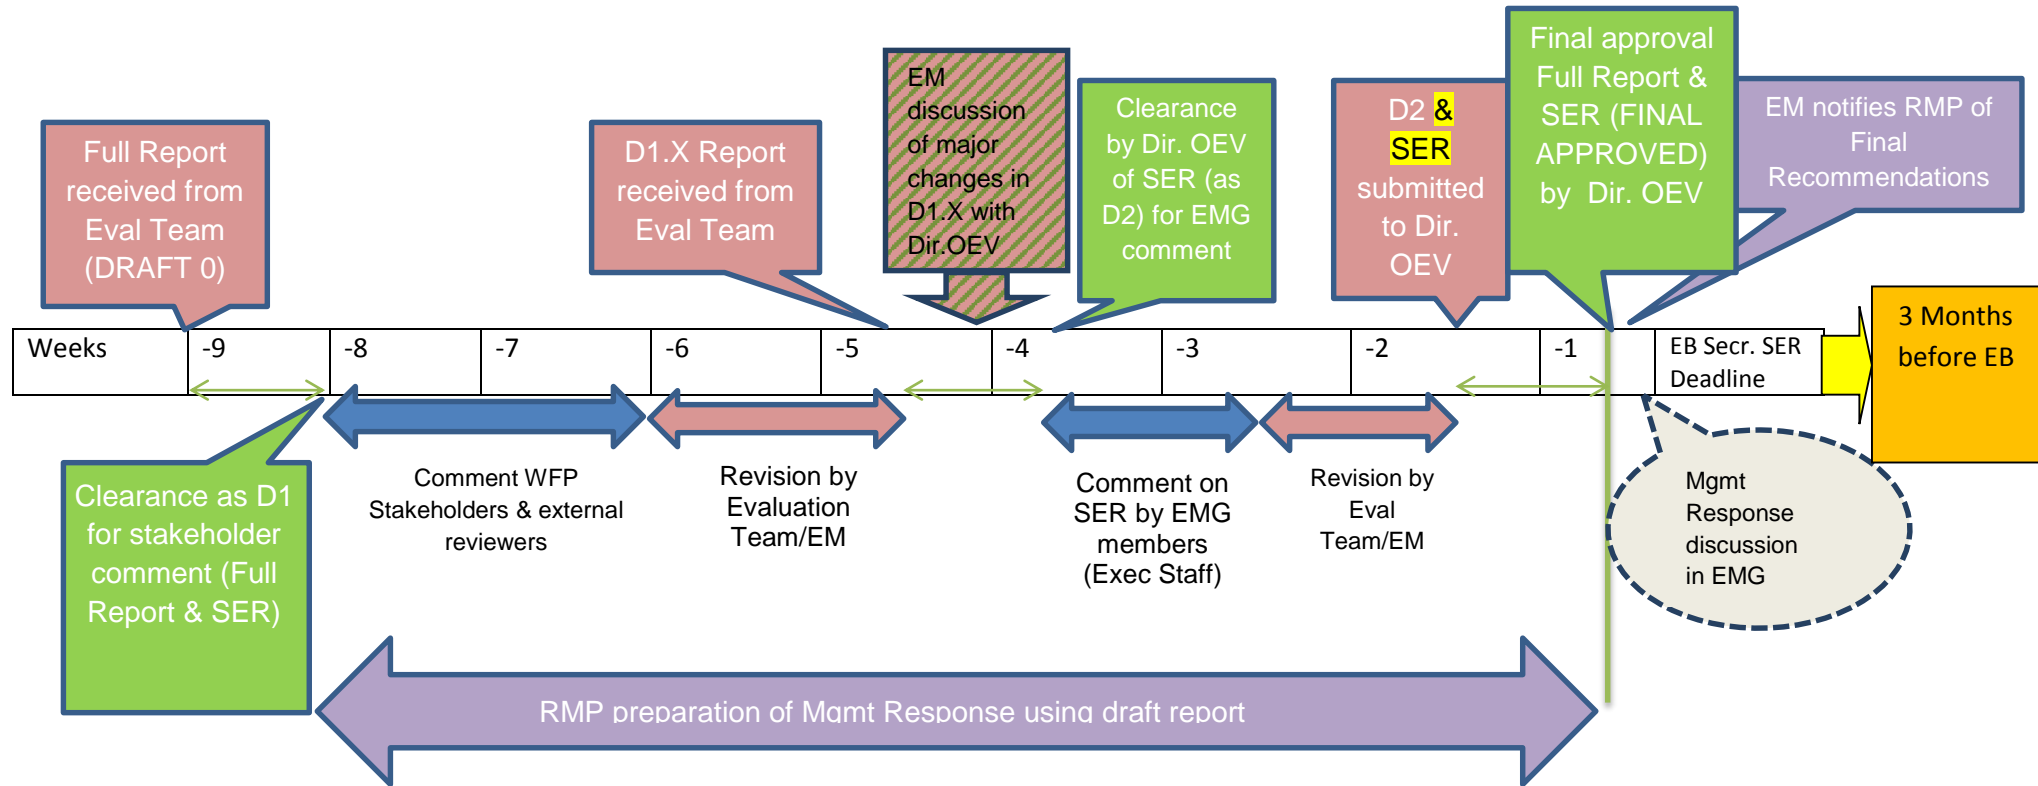 Full Report
received from
Eval Team
(DRAFT 0)
D1.X Report
received from
Eval Team
EM
discussion
of major
changes in
D1.X with
Dir.OEV
Clearance
by Dir. OEV
of SER (as
D2) for EMG
comment
D2 &
SER
submitted
to Dir.
OEV
Final approval
Full Report &
SER (FINAL
APPROVED)
by Dir. OEV
EM notifies RMP of
Final
Recommendations
Weeks -9 -8 -7 -6 -5 -4 -3 -2 -1 EB Secr. SER
Deadline
3 Months
before EB
Clearance as D1
for stakeholder
comment (Full
Report & SER)
Comment WFP
Stakeholders & external
reviewers
Revision by
Evaluation
Team/EM
Comment on
SER by EMG
members
(Exec Staff)
Revision by
Eval
Team/EM
Mgmt
Response
discussion
in EMG
RMP preparation of Mgmt Response using draft report